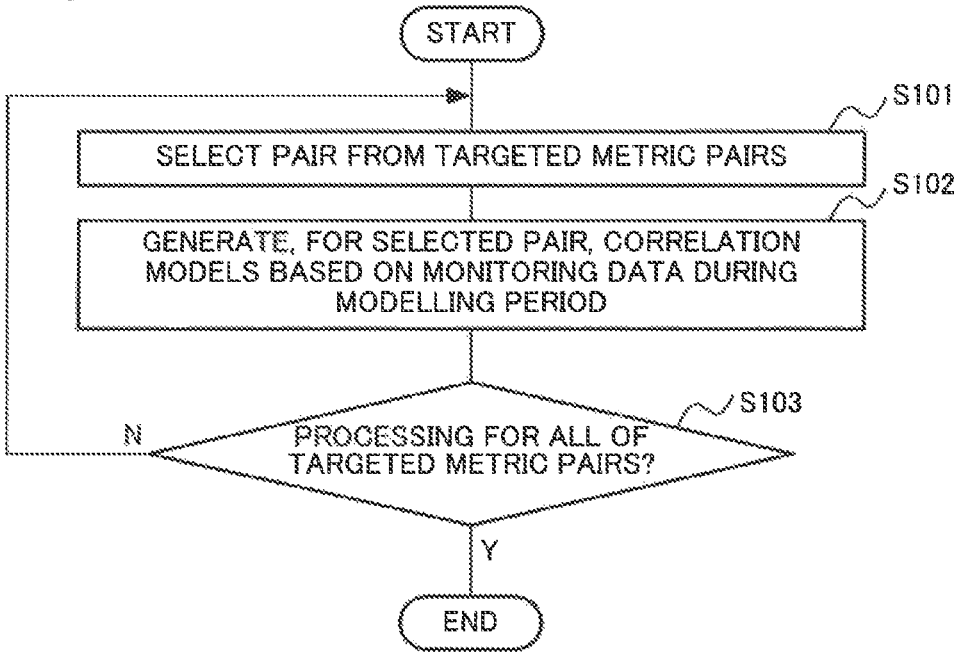 START
S101
SELECT PAIR FROM TARGETED METRIC PAIRS
S102
GENERATE, FOR SELECTED PAIR, CORRELATION
MODELS BASED ON MONITORING DATA DURING
MODELLING PERIOD
S103
N
PROCESSING FOR ALL OF
TARGETED METRIC PAIRS?
Y
END